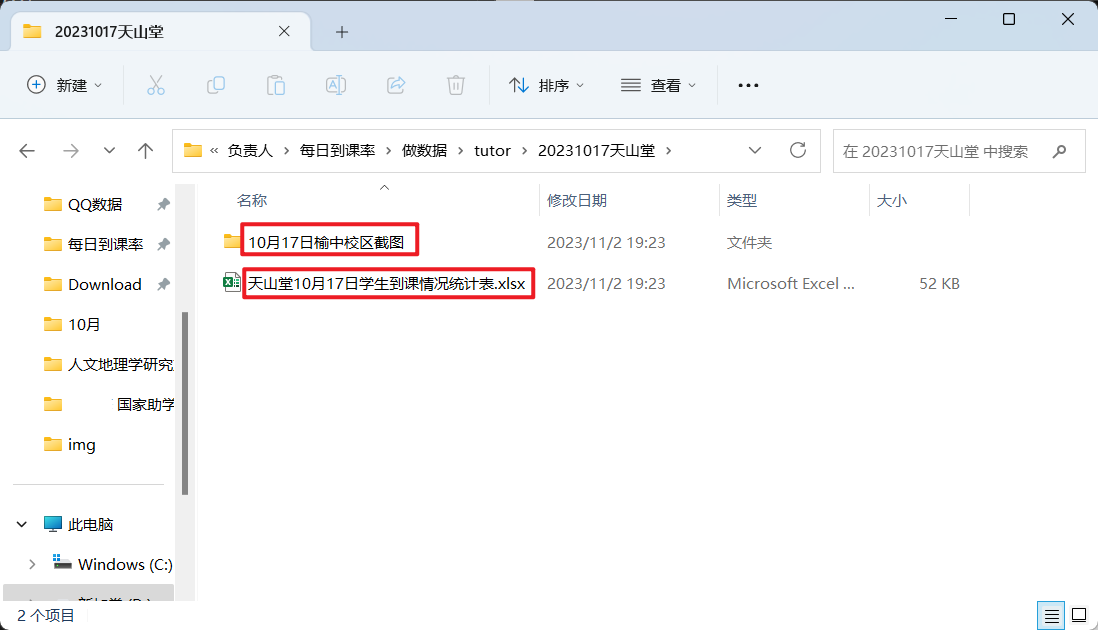 20231017天山堂
新建
排序
查看
« 负责人 › 每日到课率 › 做数据 › tutor › 20231017天山堂 ›
在 20231017天山堂 中搜索
QQ数据
每日到课率
Download
10月
人文地理学研究
国家助学
img
此电脑
Windows (C:)
名称 修改日期 类型 大小
10月17日榆中校区截图 2023/11/2 19:23 文件夹
天山堂10月17日学生到课情况统计表.xlsx 2023/11/2 19:23 Microsoft Excel ... 52 KB
2 个项目